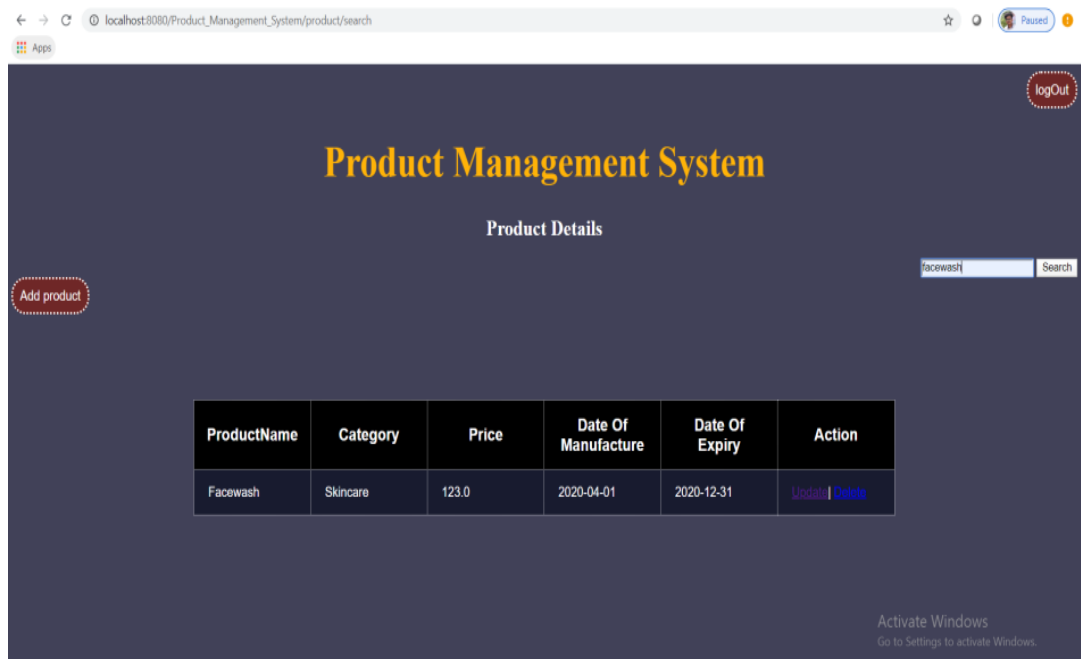 localhost:8080/Product_Management_System/product/search
Paused
Apps
logOut
Product Management System
Product Details
facewash Search
Add product
ProductName Category Price Date Of Manufacture Date Of Expiry Action
Facewash Skincare 123.0 2020-04-01 2020-12-31 Update| Delete
Activate Windows
Go to Settings to activate Windows.